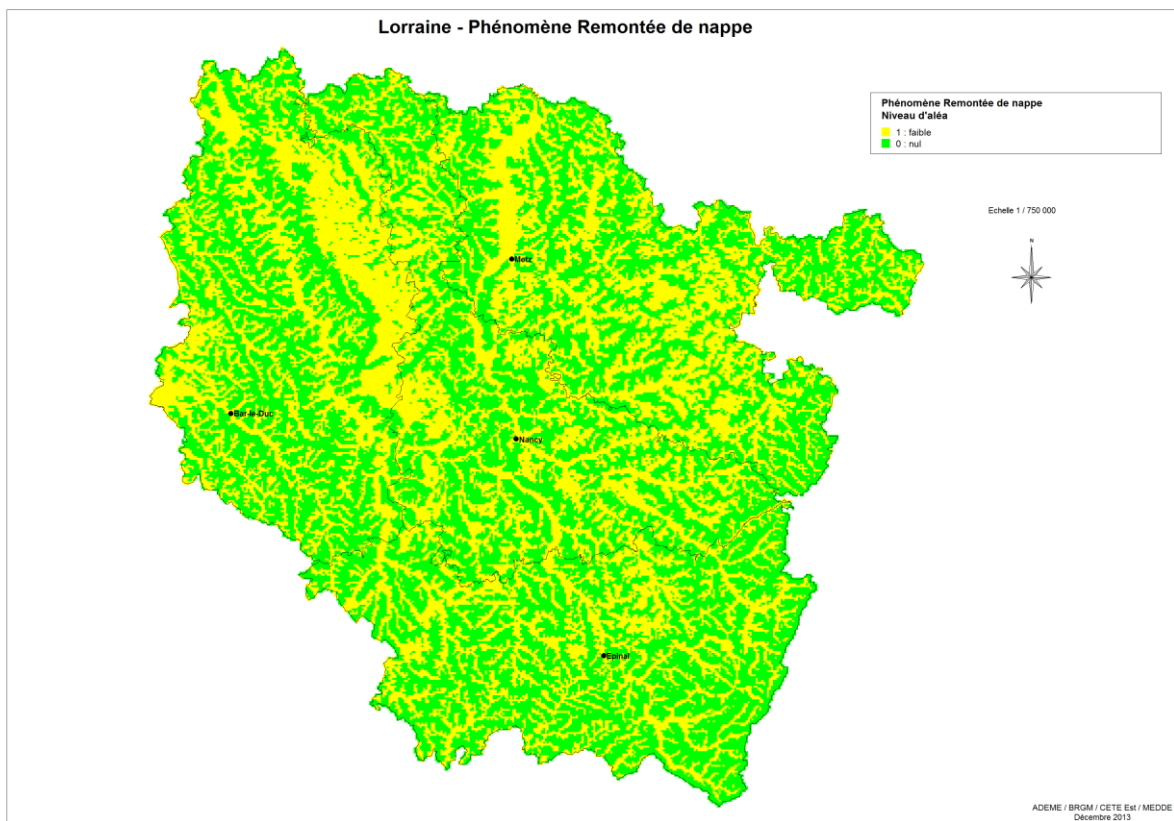 Lorraine - Phénomène Remontée de nappe
Phénomène Remontée de nappe
Niveau d'aléa
1 : faible
0 : nul
Echelle 1 / 750 000
N
Metz
Bar-le-Duc
Nancy
Epinal
ADEME / BRGM / CETE Est / MEDDE
Décembre 2013